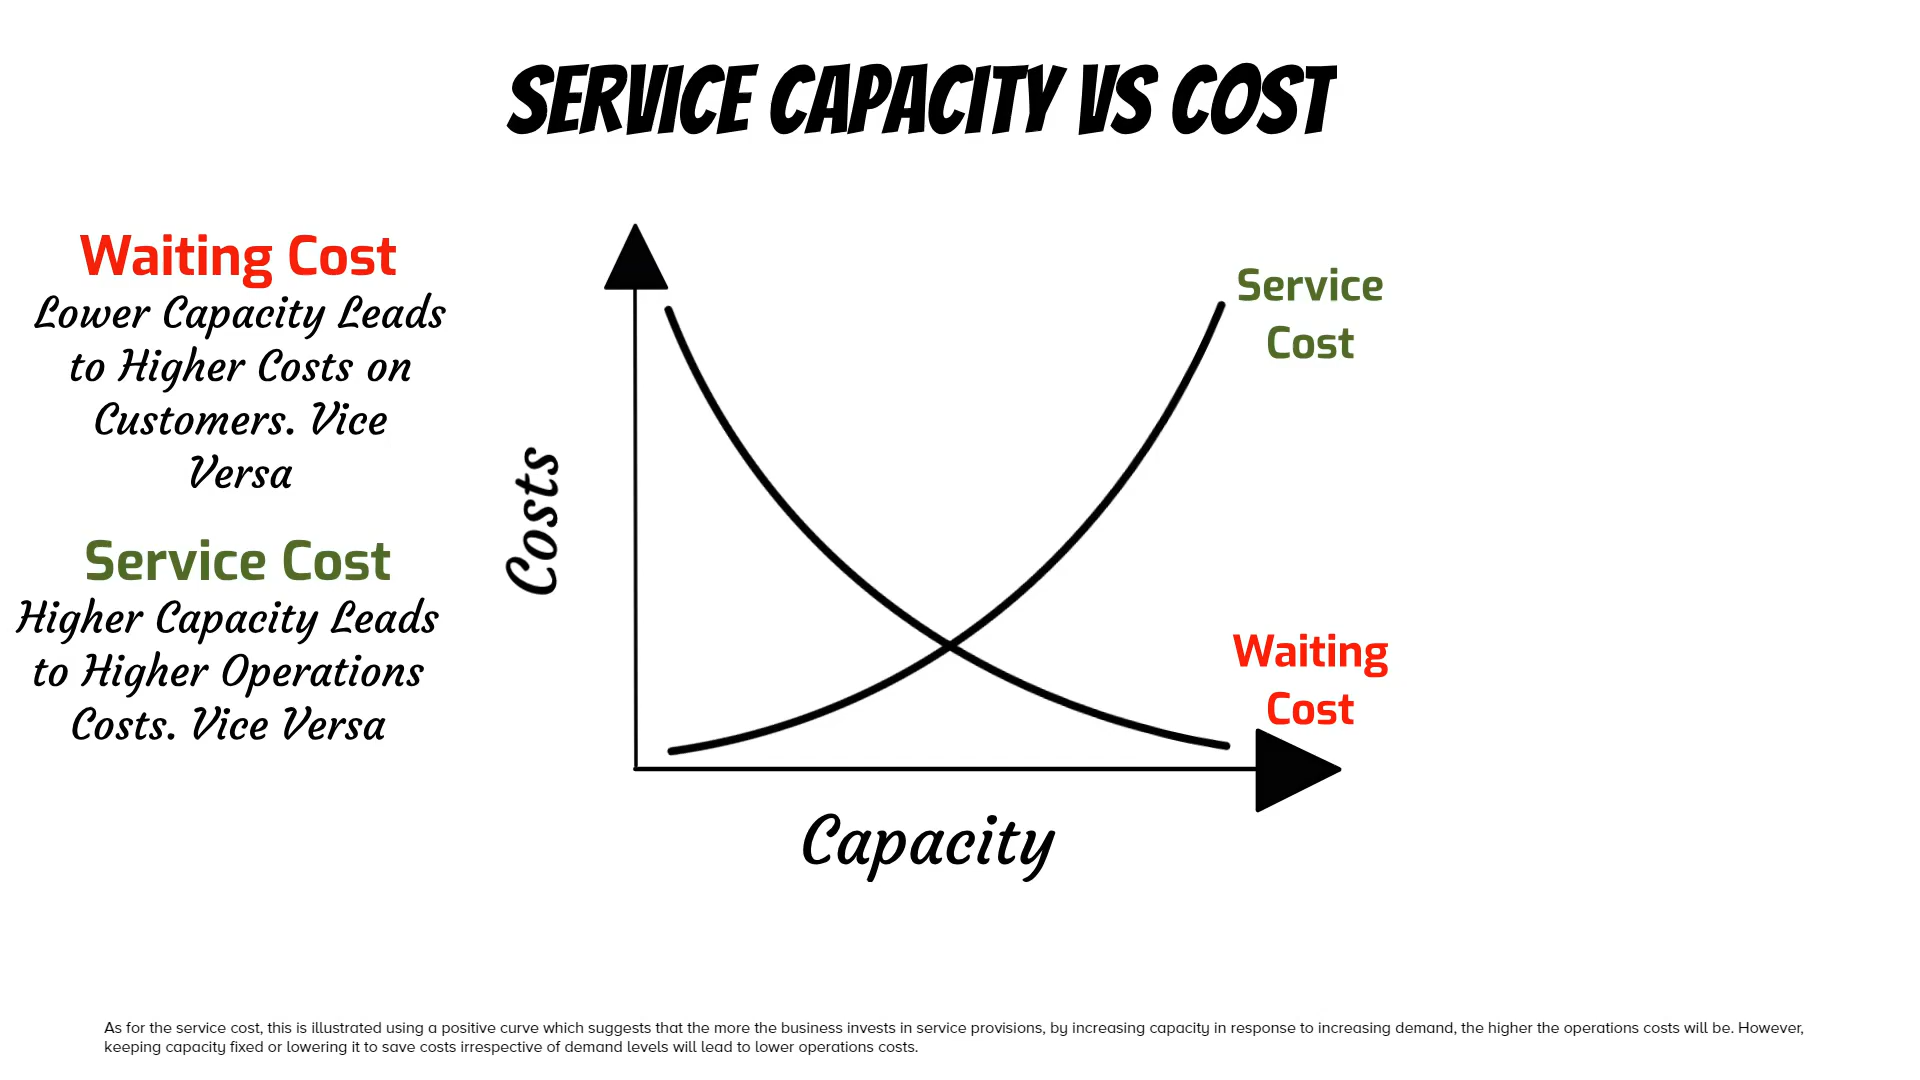 SERVICE CAPACITY VS COST
Waiting Cost
Lower Capacity Leads
to Higher Costs on
Customers. Vice
Versa
Service Cost
Higher Capacity Leads
to Higher Operations
Costs. Vice Versa
Costs
Service
Cost
Waiting
Cost
Capacity
As for the service cost, this is illustrated using a positive curve which suggests that the more the business invests in service provisions, by increasing capacity in response to increasing demand, the higher the operations costs will be. However,
keeping capacity fixed or lowering it to save costs irrespective of demand levels will lead to lower operations costs.